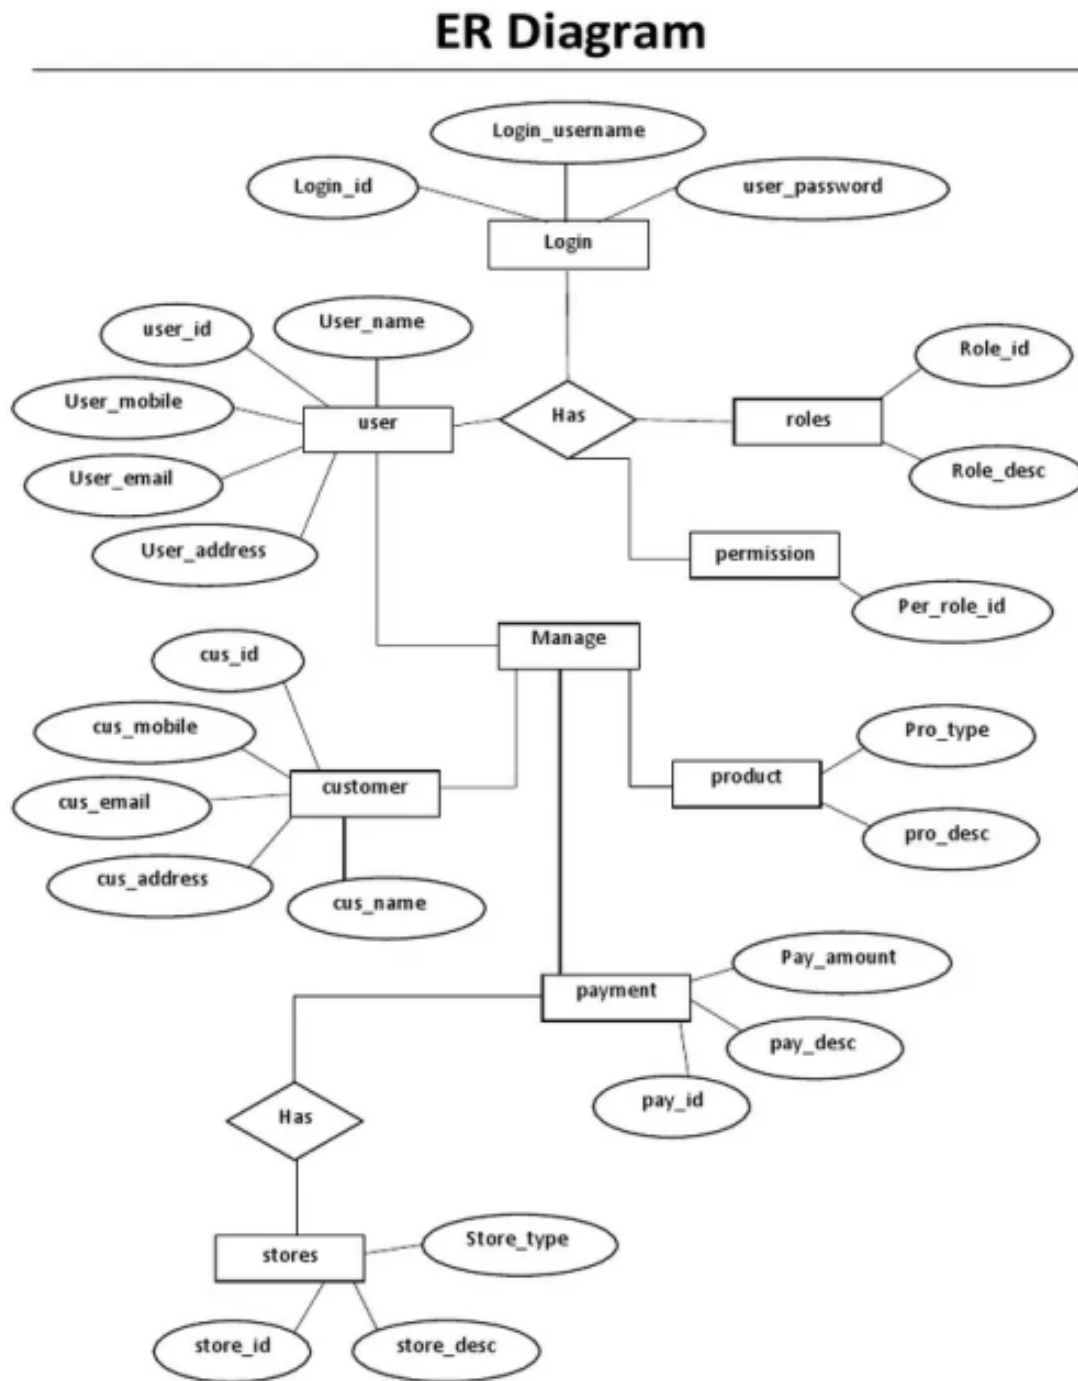 ER Diagram
Login_username
Login_id
user_password
Login
user_id
User_name
Role_id
User_mobile
user
Has
roles
User_email
Role_desc
User_address
permission
Per_role_id
cus_id
Manage
cus_mobile
Pro_type
customer
product
cus_email
pro_desc
cus_address
cus_name
Pay_amount
payment
pay_desc
pay_id
Has
stores
Store_type
store_id
store_desc